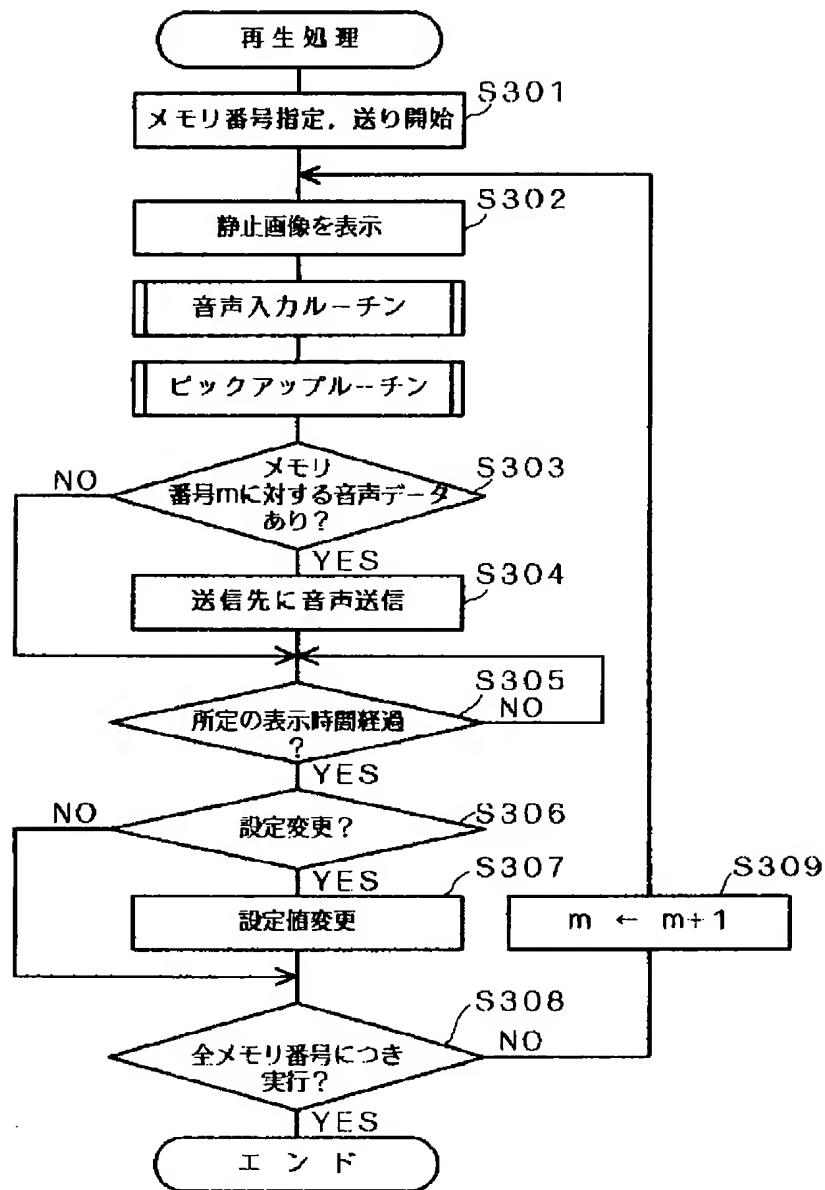 再生処理
S301
メモリ番号指定，送り開始
S302
静止画像を表示
音声入力ルーチン
ピックアップルーチン
S303
NO
メモリ
番号mに対する音声データ
あり？
YES
S304
送信先に音声送信
S305
所定の表示時間経過
？
NO
YES
NO
S306
設定変更？
YES
S307
設定値変更
S309
m ← m+1
S308
全メモリ番号につき
実行？
NO
YES
エンド